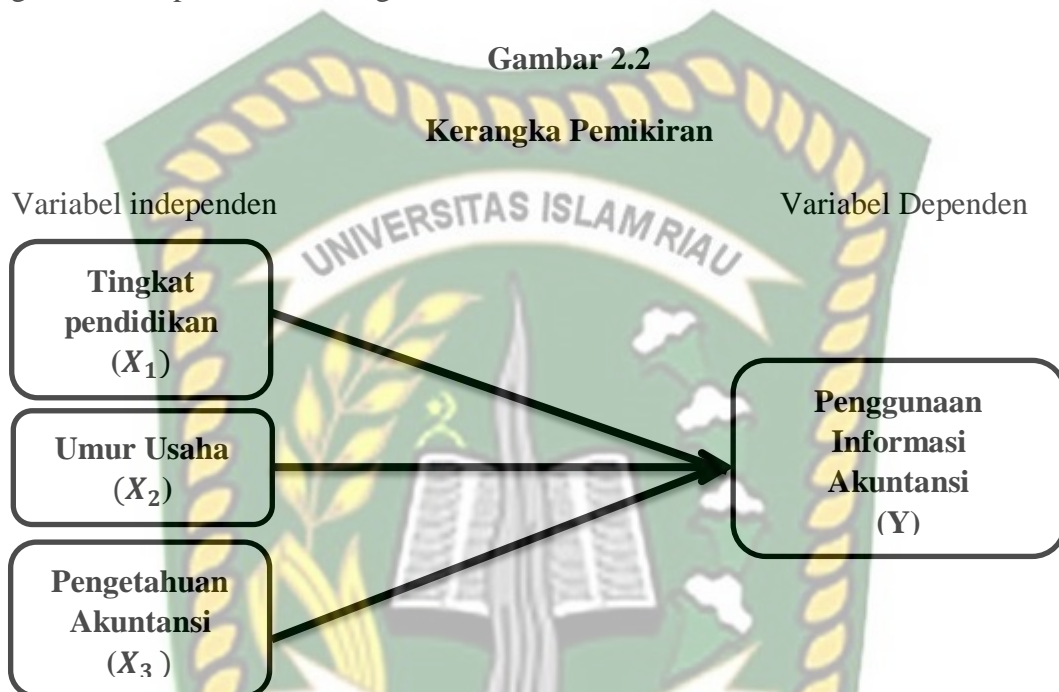 Gambar 2.2
Kerangka Pemikiran
Variabel independen
Variabel Dependen
UNIVERSITAS ISLAM RIAU
Tingkat
pendidikan
(X₁)
Umur Usaha
(X₂)
Pengetahuan
Akuntansi
(X₃)
Penggunaan
Informasi
Akuntansi
(Y)